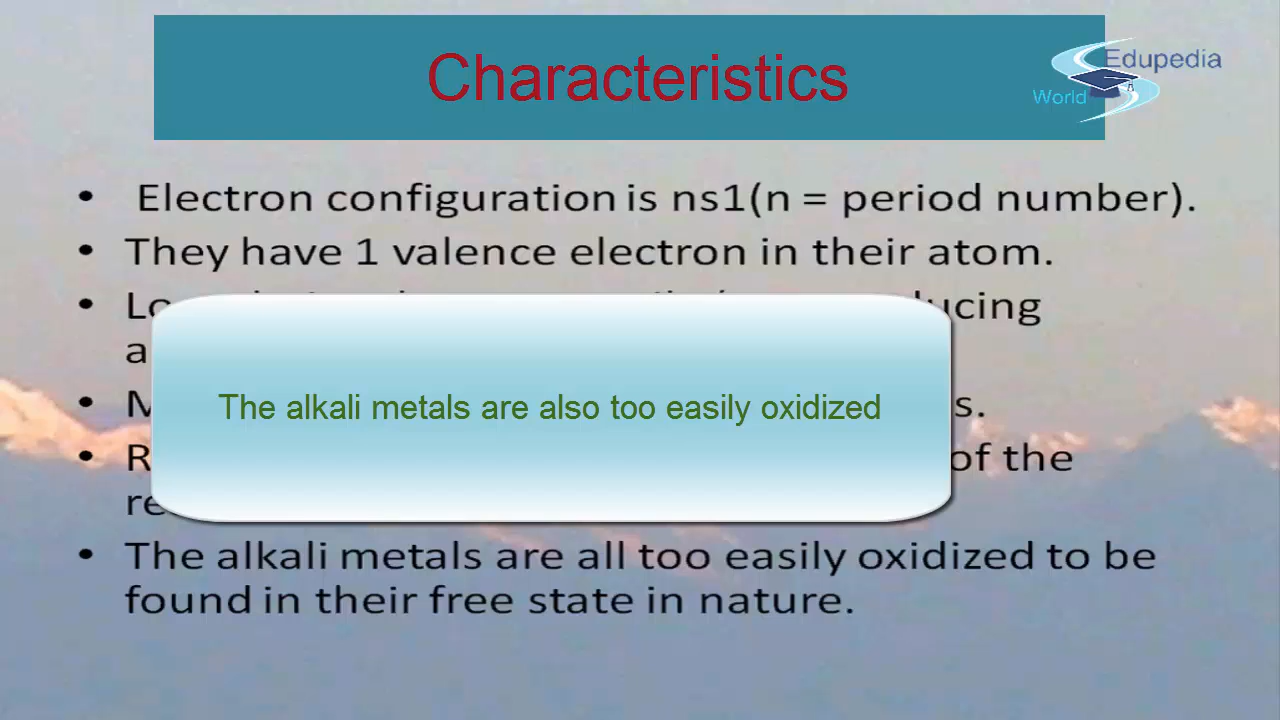 Characteristics
Edupedia
World
A
• Electron configuration is ns1(n = period number).
• They have 1 valence electron in their atom.
•
•
•
of the
The alkali metals are also too easily oxidized
• The alkali metals are all too easily oxidized to be
found in their free state in nature.